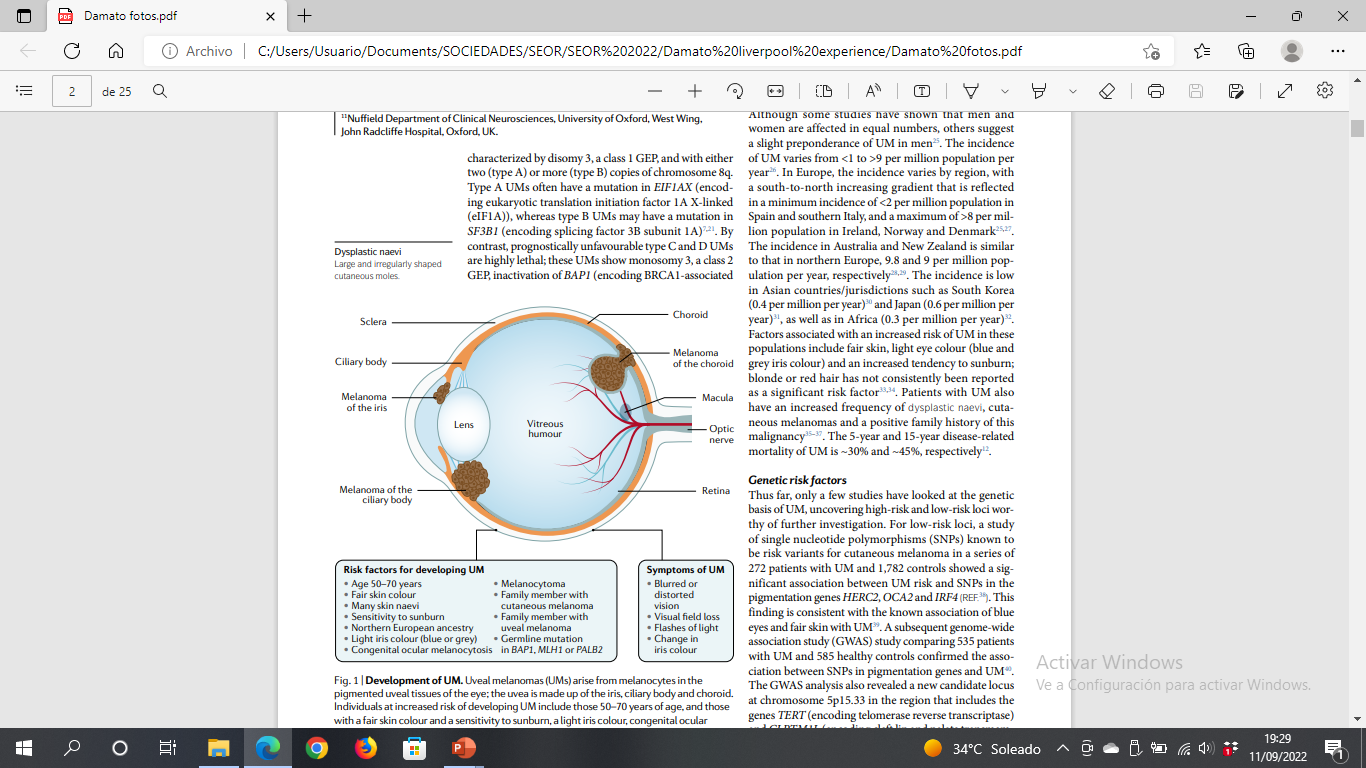 Damato fotos.pdf
Archivo
C:/Users/Usuario/Documents/SOCIEDADES/SEOR/SEOR%202022/Damato%20liverpool%20experience/Damato%20fotos.pdf
2 de 25
¹¹Nuffield Department of Clinical Neurosciences, University of Oxford, West Wing,
John Radcliffe Hospital, Oxford, UK.
Dysplastic naevi
Large and irregularly shaped
cutaneous moles.
characterized by disomy 3, a class 1 GEP, and with either
two (type A) or more (type B) copies of chromosome 8q.
Type A UMs often have a mutation in EIF1AX (encod-
ing eukaryotic translation initiation factor 1A X-linked
(eIF1A)), whereas type B UMs may have a mutation in
SF3B1 (encoding splicing factor 3B subunit 1A)⁷,²¹. By
contrast, prognostically unfavourable type C and D UMs
are highly lethal; these UMs show monosomy 3, a class 2
GEP, inactivation of BAP1 (encoding BRCA1-associated
Sclera
Ciliary body
Melanoma
of the iris
Melanoma of the
ciliary body
Lens
Vitreous
humour
Choroid
Melanoma
of the choroid
Macula
Optic
nerve
Retina
Risk factors for developing UM
• Age 50–70 years
• Fair skin colour
• Many skin naevi
• Sensitivity to sunburn
• Northern European ancestry
• Light iris colour (blue or grey)
• Congenital ocular melanocytosis
• Melanocytoma
• Family member with
cutaneous melanoma
• Family member with
uveal melanoma
• Germline mutation
in BAP1, MLH1 or PALB2
Symptoms of UM
• Blurred or
distorted
vision
• Visual field loss
• Flashes of light
• Change in
iris colour
Fig. 1 | Development of UM. Uveal melanomas (UMs) arise from melanocytes in the
pigmented uveal tissues of the eye; the uvea is made up of the iris, ciliary body and choroid.
Individuals at increased risk of developing UM include those 50–70 years of age, and those
with a fair skin colour and a sensitivity to sunburn, a light iris colour, congenital ocular
Although some studies have shown that men and
women are affected in equal numbers, others suggest
a slight preponderance of UM in men²⁵. The incidence
of UM varies from <1 to >9 per million population per
year²⁶. In Europe, the incidence varies by region, with
a south-to-north increasing gradient that is reflected
in a minimum incidence of <2 per million population in
Spain and southern Italy, and a maximum of >8 per mil-
lion population in Ireland, Norway and Denmark²⁵,²⁷.
The incidence in Australia and New Zealand is similar
to that in northern Europe, 9.8 and 9 per million pop-
ulation per year, respectively²⁸,²⁹. The incidence is low
in Asian countries/jurisdictions such as South Korea
(0.4 per million per year)³⁰ and Japan (0.6 per million per
year)³¹, as well as in Africa (0.3 per million per year)³².
Factors associated with an increased risk of UM in these
populations include fair skin, light eye colour (blue and
grey iris colour) and an increased tendency to sunburn;
blonde or red hair has not consistently been reported
as a significant risk factor³³,³⁴. Patients with UM also
have an increased frequency of dysplastic naevi, cuta-
neous melanomas and a positive family history of this
malignancy³⁵⁻³⁷. The 5-year and 15-year disease-related
mortality of UM is ~30% and ~45%, respectively¹².
Genetic risk factors
Thus far, only a few studies have looked at the genetic
basis of UM, uncovering high-risk and low-risk loci wor-
thy of further investigation. For low-risk loci, a study
of single nucleotide polymorphisms (SNPs) known to
be risk variants for cutaneous melanoma in a series of
272 patients with UM and 1,782 controls showed a sig-
nificant association between UM risk and SNPs in the
pigmentation genes HERC2, OCA2 and IRF4 (REF.³⁸). This
finding is consistent with the known association of blue
eyes and fair skin with UM³⁹. A subsequent genome-wide
association study (GWAS) study comparing 535 patients
with UM and 585 healthy controls confirmed the asso-
ciation between SNPs in pigmentation genes and UM⁴⁰.
The GWAS analysis also revealed a new candidate locus
at chromosome 5p15.33 in the region that includes the
genes TERT (encoding telomerase reverse transcriptase)
Activar Windows
Ve a Configuración para activar Windows.
34°C Soleado
19:29
11/09/2022